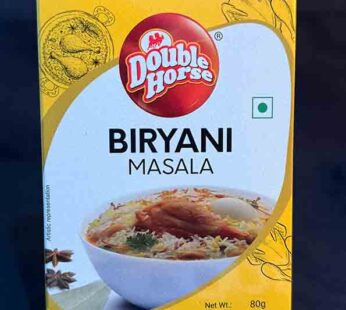 Double
Horse
®
BIRYANI
MASALA
Artistic representation
Net Wt.: 80g